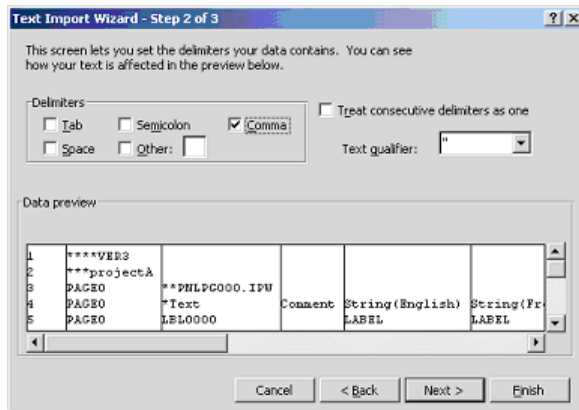 Text Import Wizard - Step 2 of 3
This screen lets you set the delimiters your data contains. You can see
how your text is affected in the preview below.
Delimiters
Tab Semicolon Comma
Space Other:
Treat consecutive delimiters as one
Text qualifier: "
Data preview
1 ****VER3
2 ***projectA
3 PAGE0 **PNLPG000.IPW
4 PAGE0 *Text Comment String(English) String(Fr
5 PAGE0 LBL0000 LABEL LABEL
Cancel < Back Next > Finish